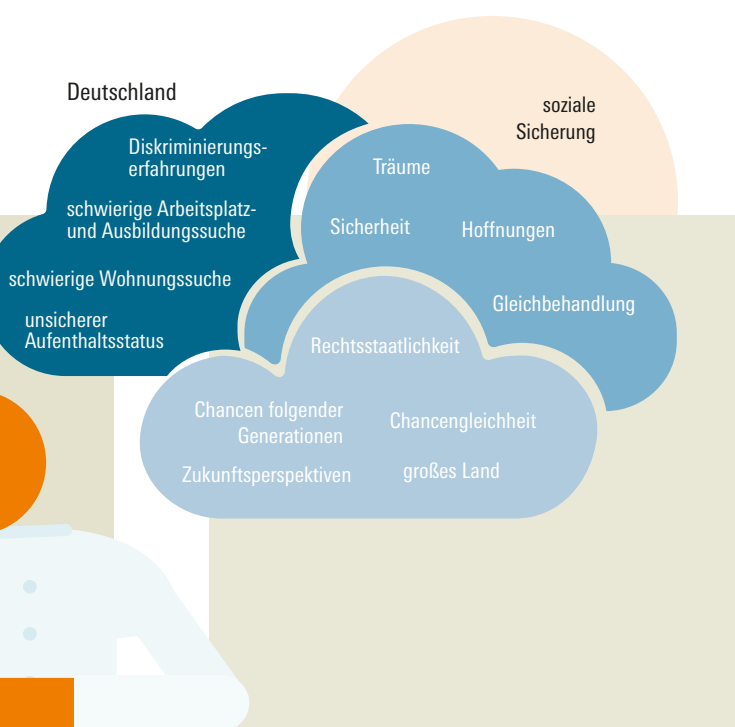 Deutschland
soziale
Sicherung
Diskriminierungs-
erfahrungen
schwierige Arbeitsplatz-
und Ausbildungssuche
schwierige Wohnungssuche
unsicherer
Aufenthaltsstatus
Träume
Sicherheit
Hoffnungen
Gleichbehandlung
Rechtsstaatlichkeit
Chancen folgender
Generationen
Chancengleichheit
Zukunftsperspektiven
großes Land